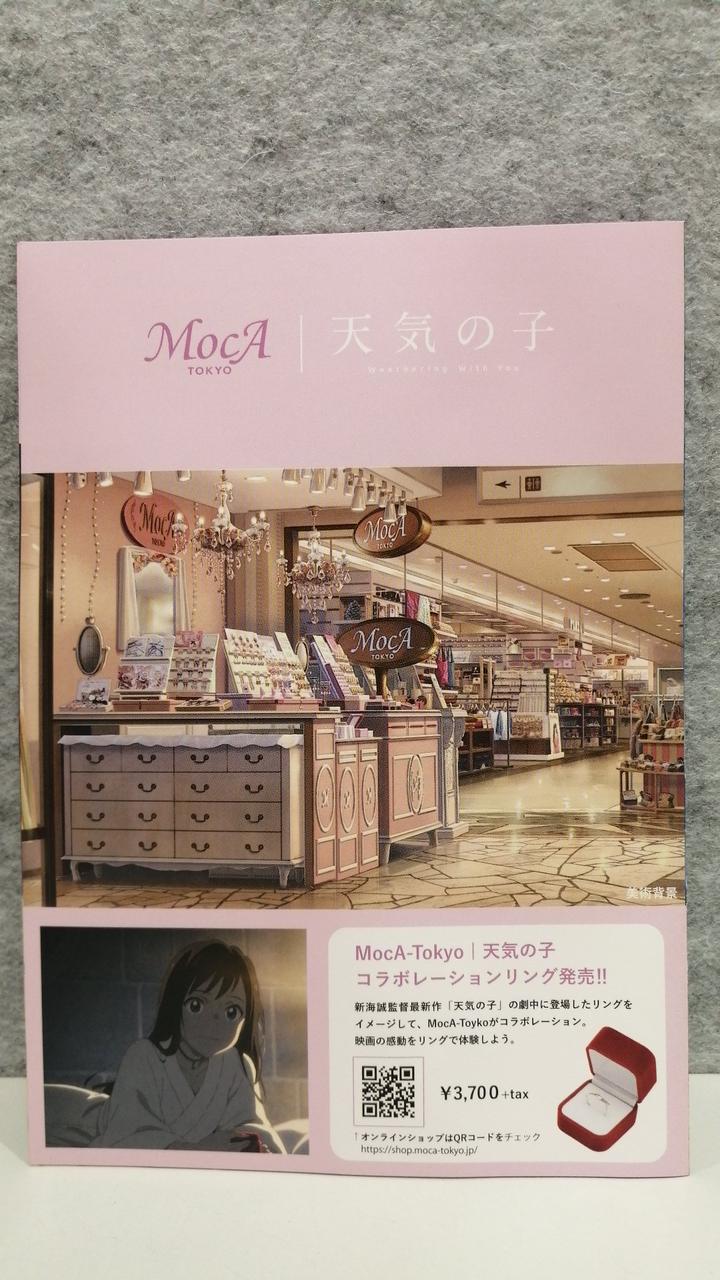 MocA
TOKYO
天気の子
Weathering With You
MocA
MocA
TOKYO
MocA
TOKYO
美術背景
MocA-Tokyo｜天気の子
コラボレーションリング発売!!
新海誠監督最新作「天気の子」の劇中に登場したリングを
イメージして、MocA-Toykoがコラボレーション。
映画の感動をリングで体験しよう。
¥3,700+tax
↑オンラインショップはQRコードをチェック
https://shop.moca-tokyo.jp/